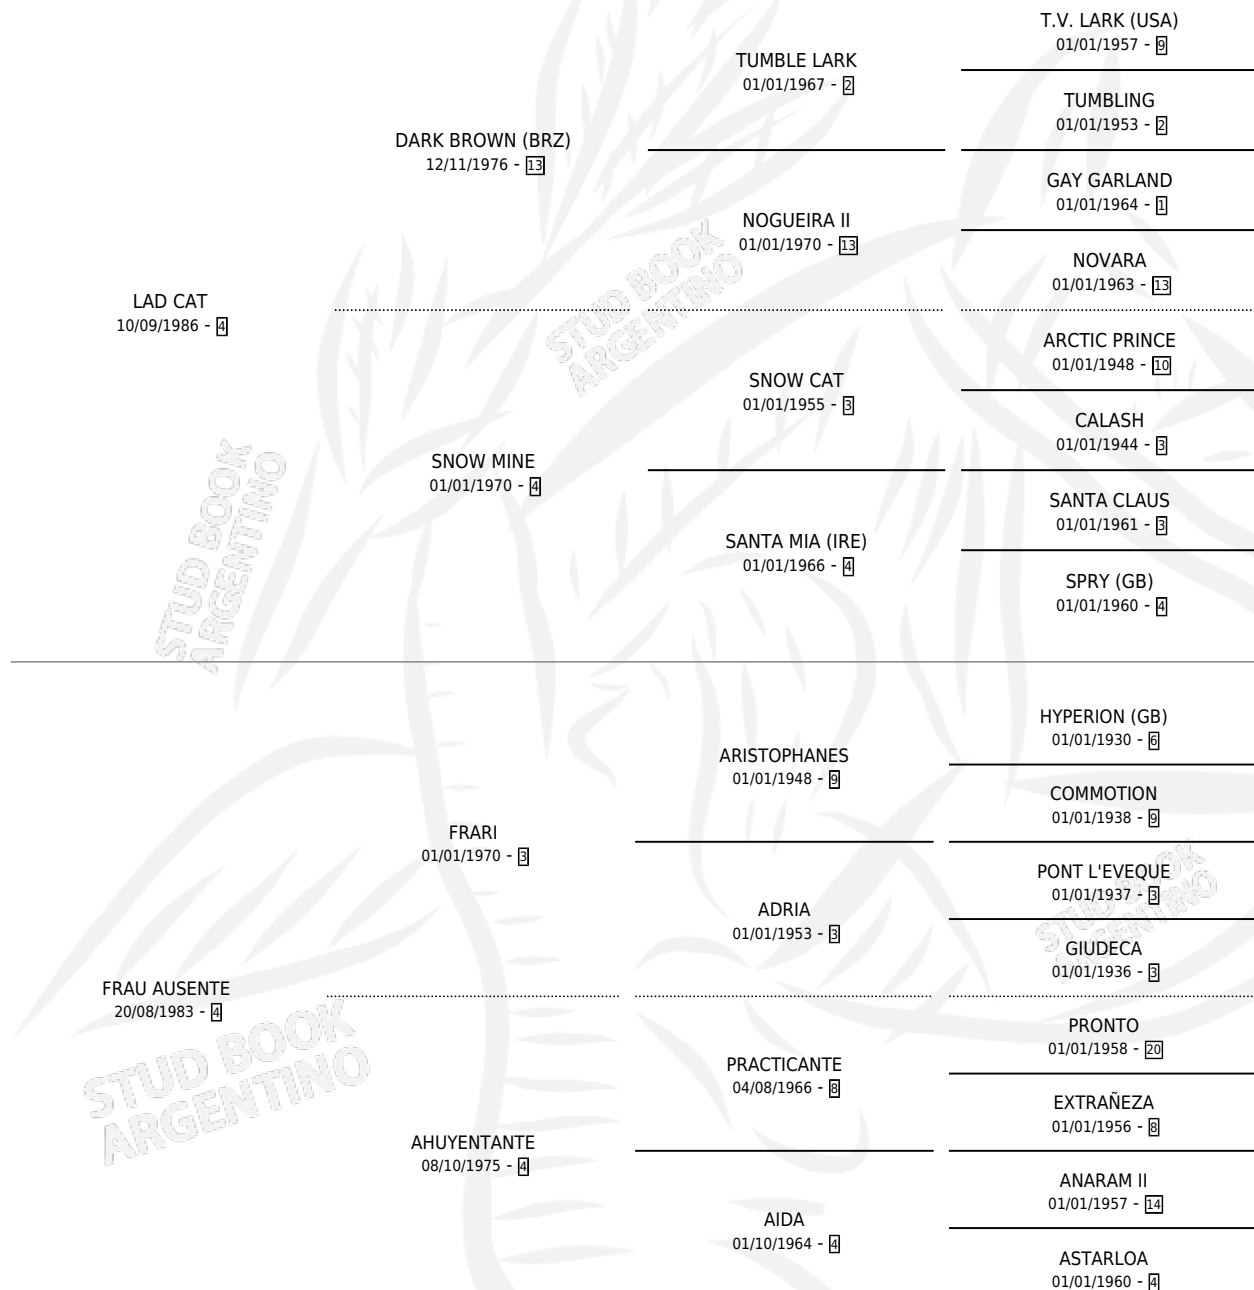 T.V. LARK (USA)
01/01/1957 - 9
TUMBLE LARK
01/01/1967 - 2
TUMBLING
01/01/1953 - 2
DARK BROWN (BRZ)
12/11/1976 - 13
GAY GARLAND
01/01/1964 - 1
NOGUEIRA II
01/01/1970 - 13
NOVARA
01/01/1963 - 13
LAD CAT
10/09/1986 - 4
STUD BOOK
ARGENTINO
ARCTIC PRINCE
01/01/1948 - 10
SNOW CAT
01/01/1955 - 3
CALASH
01/01/1944 - 3
SNOW MINE
01/01/1970 - 4
SANTA CLAUS
01/01/1961 - 3
SANTA MIA (IRE)
01/01/1966 - 4
SPRY (GB)
01/01/1960 - 4
STUD BOOK
ARGENTINO
HYPERION (GB)
01/01/1930 - 6
ARISTOPHANES
01/01/1948 - 9
COMMOTION
01/01/1938 - 9
FRARI
01/01/1970 - 3
PONT L'EVEQUE
01/01/1937 - 3
ADRIA
01/01/1953 - 3
STUD BOOK
ARGENTINO
GIUDECA
01/01/1936 - 3
FRAU AUSENTE
20/08/1983 - 4
PRONTO
01/01/1958 - 20
PRACTICANTE
04/08/1966 - 8
STUD BOOK
ARGENTINO
EXTRAÑEZA
01/01/1956 - 8
AHUYENTANTE
08/10/1975 - 4
ANARAM II
01/01/1957 - 14
AIDA
01/10/1964 - 4
ASTARLOA
01/01/1960 - 4